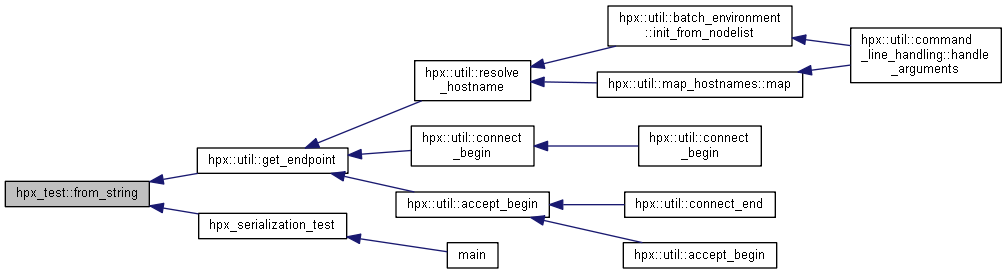 hpx::util::batch_environment
::init_from_nodelist
hpx::util::command
_line_handling::handle
_arguments
hpx::util::resolve
_hostname
hpx::util::map_hostnames::map
hpx::util::connect
_begin
hpx::util::connect
_begin
hpx::util::get_endpoint
hpx_test::from_string
hpx::util::accept_begin
hpx::util::connect_end
hpx_serialization_test
main
hpx::util::accept_begin